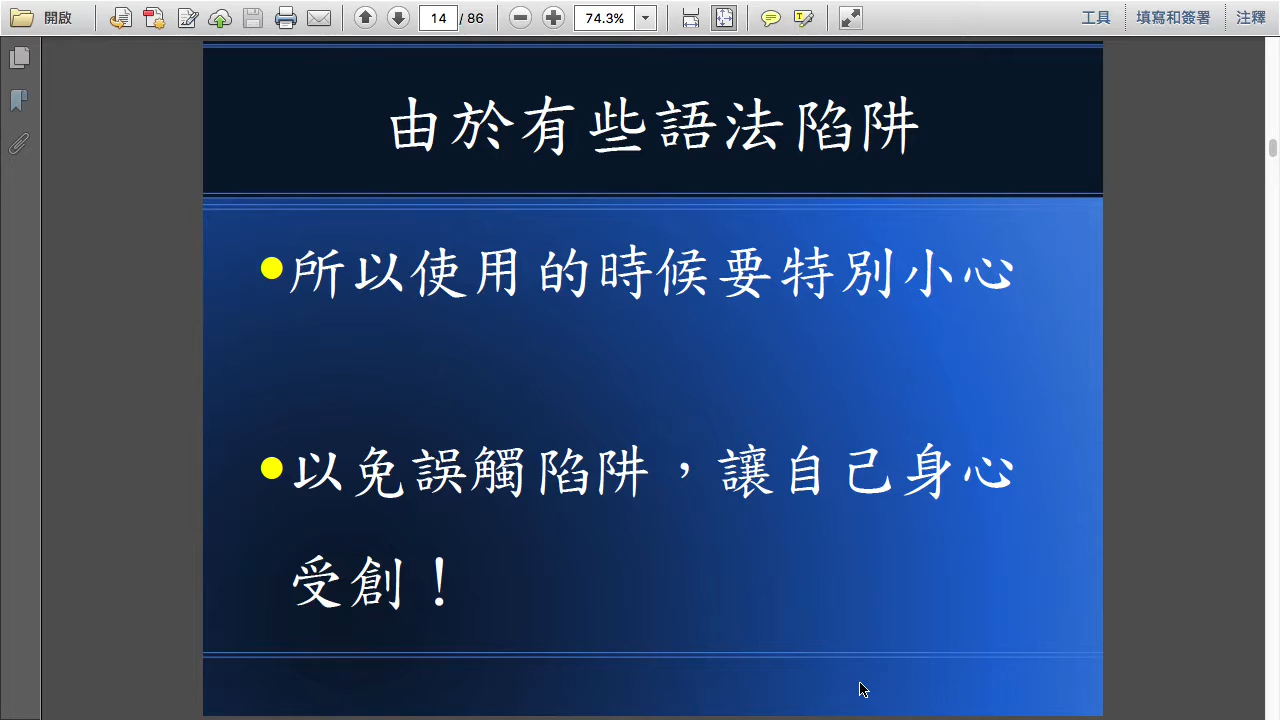 開啟
14 / 86
74.3%
工具
填寫和簽署
注釋
由於有些語法陷阱
所以使用的時候要特別小心
以免誤觸陷阱，讓自己身心
受創！